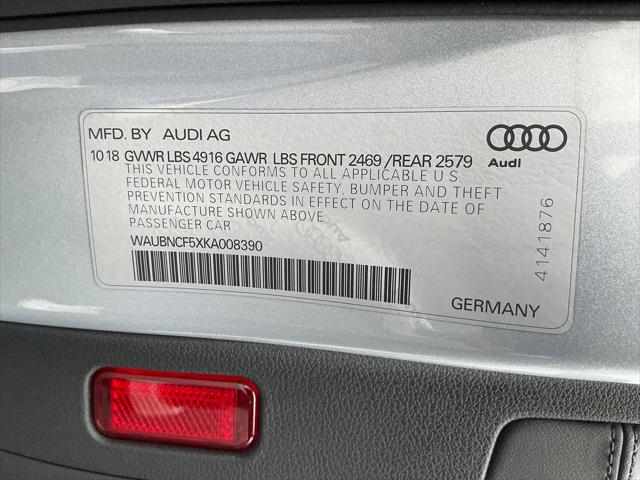 MFD. BY AUDI AG
10 18 GVWR LBS 4916 GAWR LBS FRONT 2469 /REAR 2579
THIS VEHICLE CONFORMS TO ALL APPLICABLE U S
FEDERAL MOTOR VEHICLE SAFETY, BUMPER AND THEFT
PREVENTION STANDARDS IN EFFECT ON THE DATE OF
MANUFACTURE SHOWN ABOVE
PASSENGER CAR
WAUBNCF5XKA008390
Audi
4141876
GERMANY